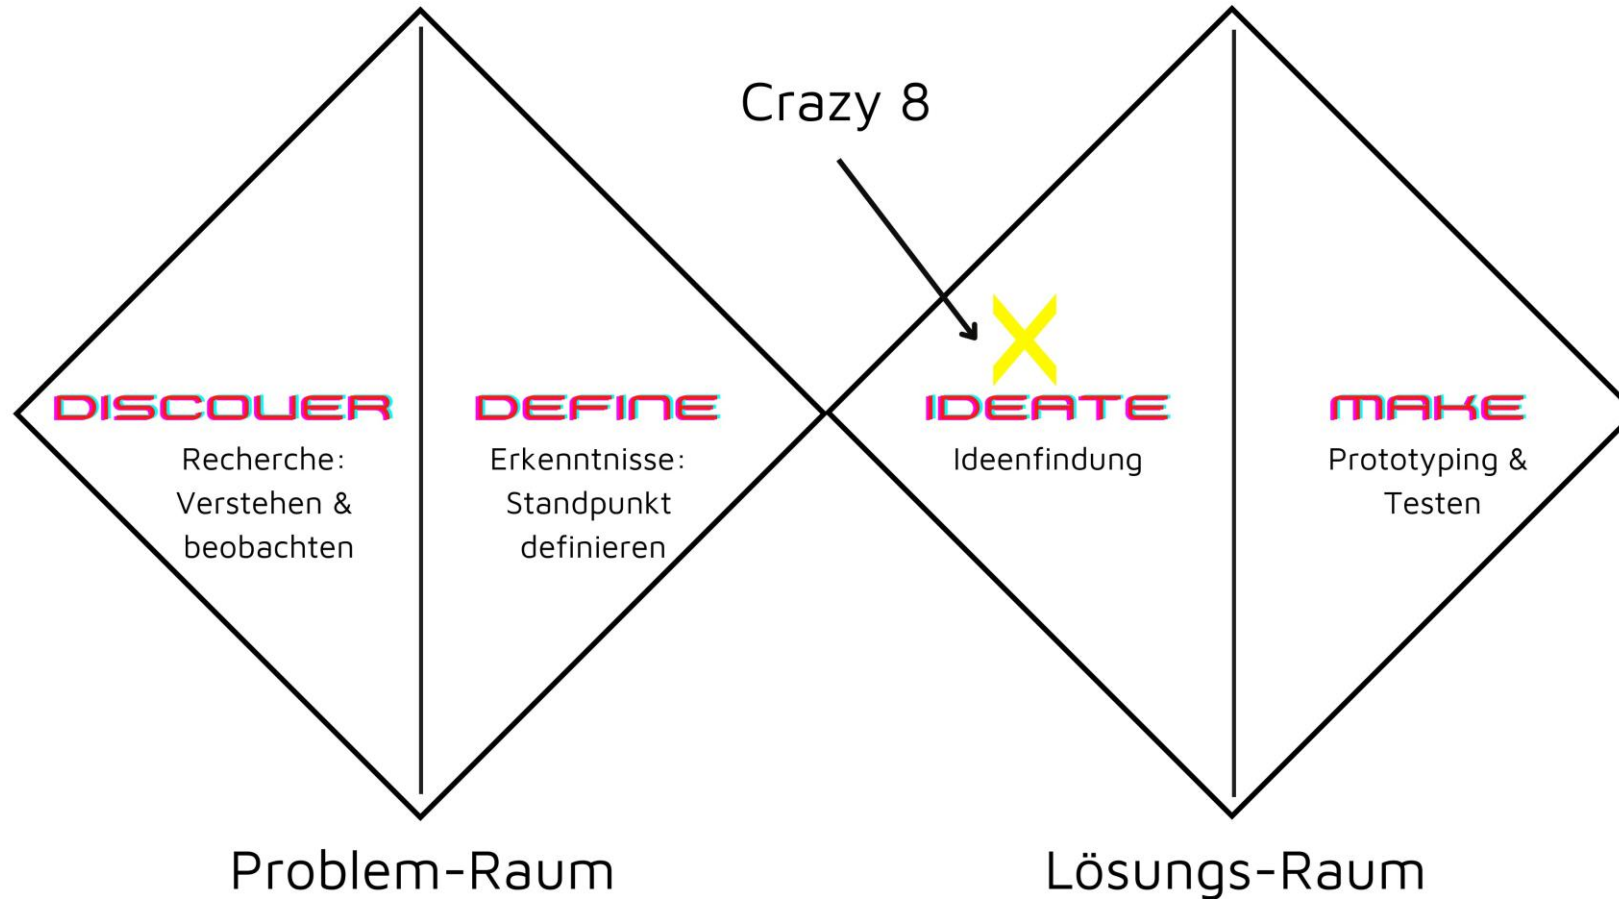 Crazy 8
X
DISCOVER
Recherche:
Verstehen &
beobachten
DEFINE
Erkenntnisse:
Standpunkt
definieren
IDEATE
Ideenfindung
MAKE
Prototyping &
Testen
Problem-Raum
Lösungs-Raum